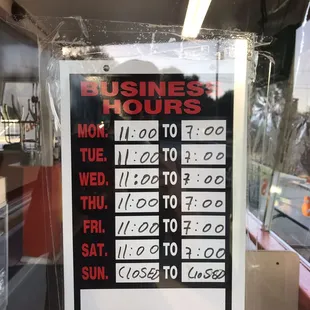 BUSINESS
HOURS
MON. 11:00 TO 7:00
TUE. 11:00 TO 7:00
WED. 11:00 TO 7:00
THU. 11:00 TO 7:00
FRI. 11:00 TO 7:00
SAT. 11:00 TO 7:00
SUN. CLOSED TO CLOSED